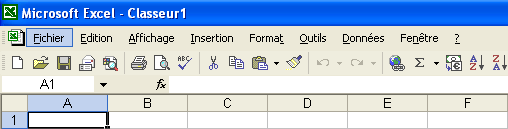 Microsoft Excel - Classeur1
Fichier Edition Affichage Insertion Format Outils Données Fenêtre ?
A1 fx
A B C D E F
1